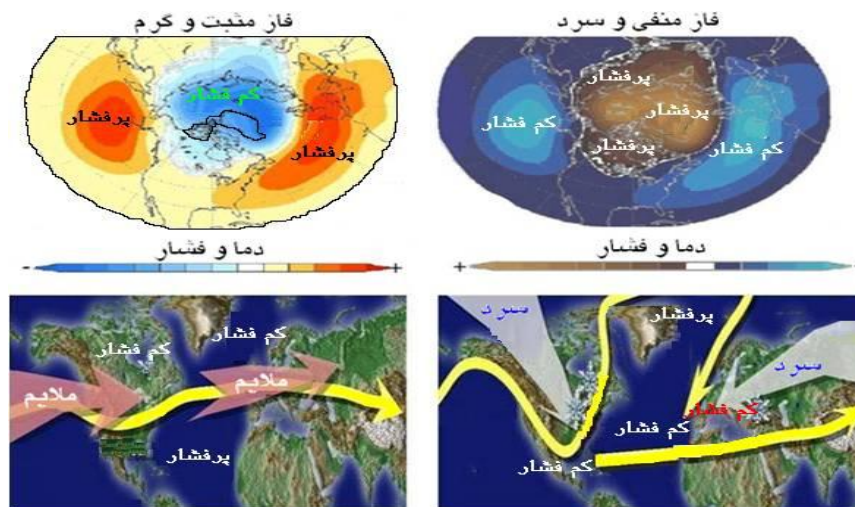 فاز منفی و سرد
پرفشار
پرفشار
کم فشار
کم فشار
پرفشار
+ دما و فشار -
سرد
پرفشار
سرد
کم فشار
کم فشار
کم فشار
فاز مثبت و گرم
کم فشار
پرفشار
پرفشار
- دما و فشار +
کم فشار
کم فشار
ملایم
ملایم
پرفشار